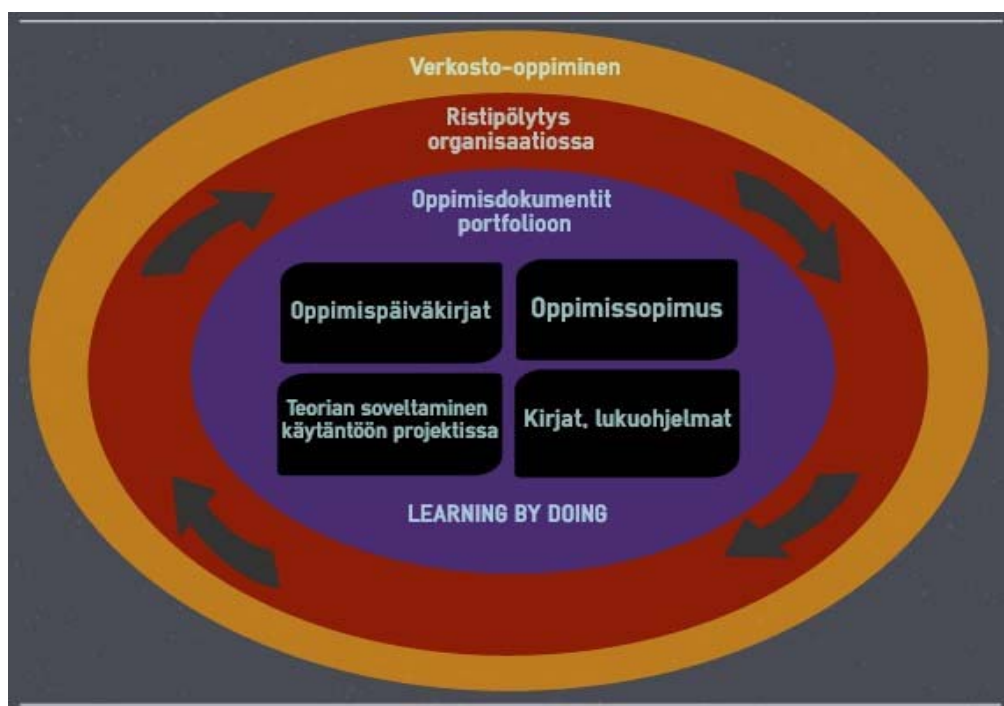 Verkosto-oppiminen
Ristipölytys
organisaatiossa
Oppimisdokumentit
portfolioon
Oppimispäiväkirjat
Oppimissopimus
Teorian soveltaminen
käytäntöön projektissa
Kirjat, lukuohjelmat
LEARNING BY DOING